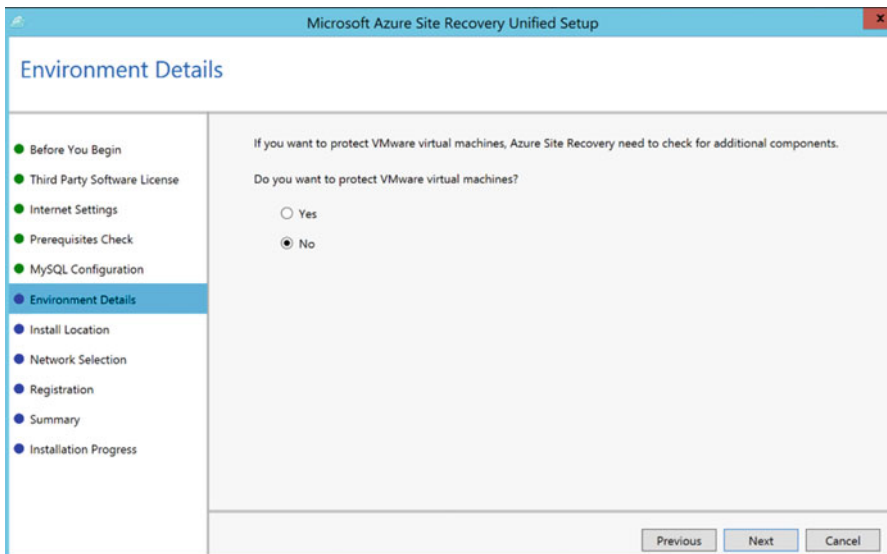 Microsoft Azure Site Recovery Unified Setup
x
Environment Details
Before You Begin
Third Party Software License
Internet Settings
Prerequisites Check
MySQL Configuration
Environment Details
Install Location
Network Selection
Registration
Summary
Installation Progress
If you want to protect VMware virtual machines, Azure Site Recovery need to check for additional components.
Do you want to protect VMware virtual machines?
Yes
No
Previous Next Cancel